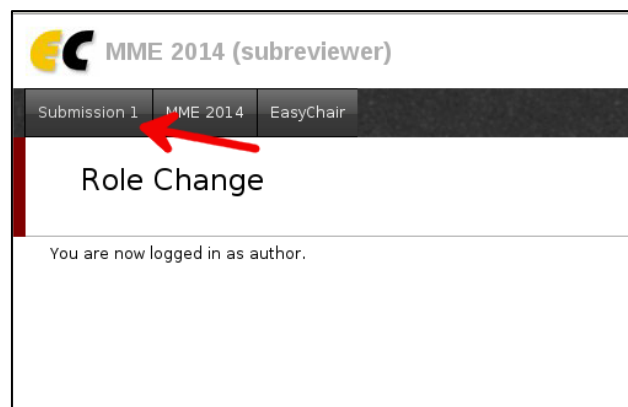 EC MME 2014 (subreviewer)
Submission 1 MME 2014 EasyChair
Role Change
You are now logged in as author.